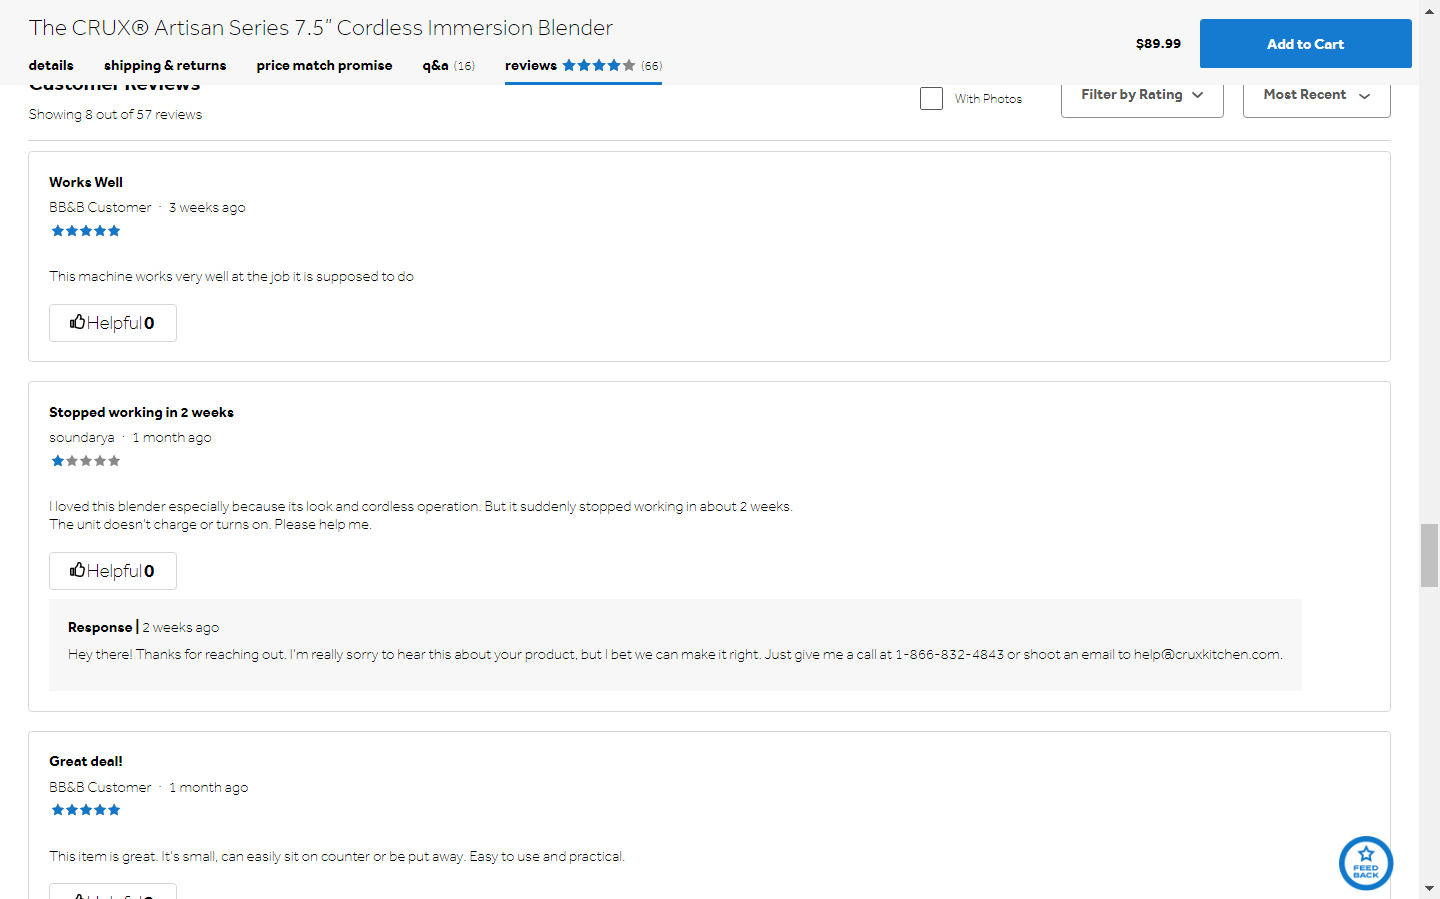 The CRUX® Artisan Series 7.5" Cordless Immersion Blender
$89.99
Add to Cart
details
shipping & returns
price match promise
q&a (16)
reviews (66)
Customer Reviews
Showing 8 out of 57 reviews
With Photos
Filter by Rating
Most Recent
Works Well
BB&B Customer · 3 weeks ago
This machine works very well at the job it is supposed to do
Helpful 0
Stopped working in 2 weeks
soundarya · 1 month ago
I loved this blender especially because its look and cordless operation. But it suddenly stopped working in about 2 weeks.
The unit doesn't charge or turns on. Please help me.
Helpful 0
Response | 2 weeks ago
Hey there! Thanks for reaching out. I'm really sorry to hear this about your product, but I bet we can make it right. Just give me a call at 1-866-832-4843 or shoot an email to help@cruxkitchen.com.
Great deal!
BB&B Customer · 1 month ago
This item is great. It's small, can easily sit on counter or be put away. Easy to use and practical.
FEED
BACK